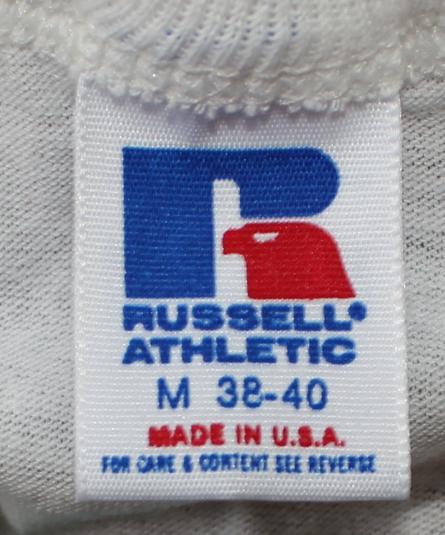 RUSSELL®
ATHLETIC
M 38-40
MADE IN U.S.A.
FOR CARE & CONTENT SEE REVERSE